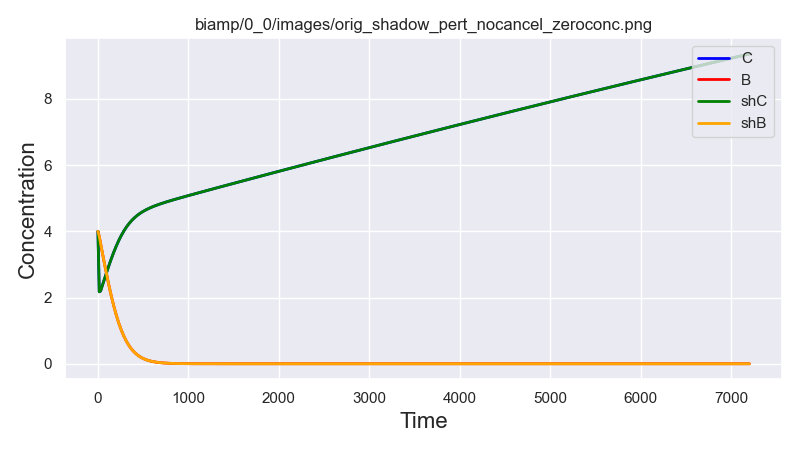 biamp/0_0/images/orig_shadow_pert_nocancel_zeroconc.png
C
B
shC
shB
Concentration
8
6
4
2
0
0 1000 2000 3000 4000 5000 6000 7000
Time